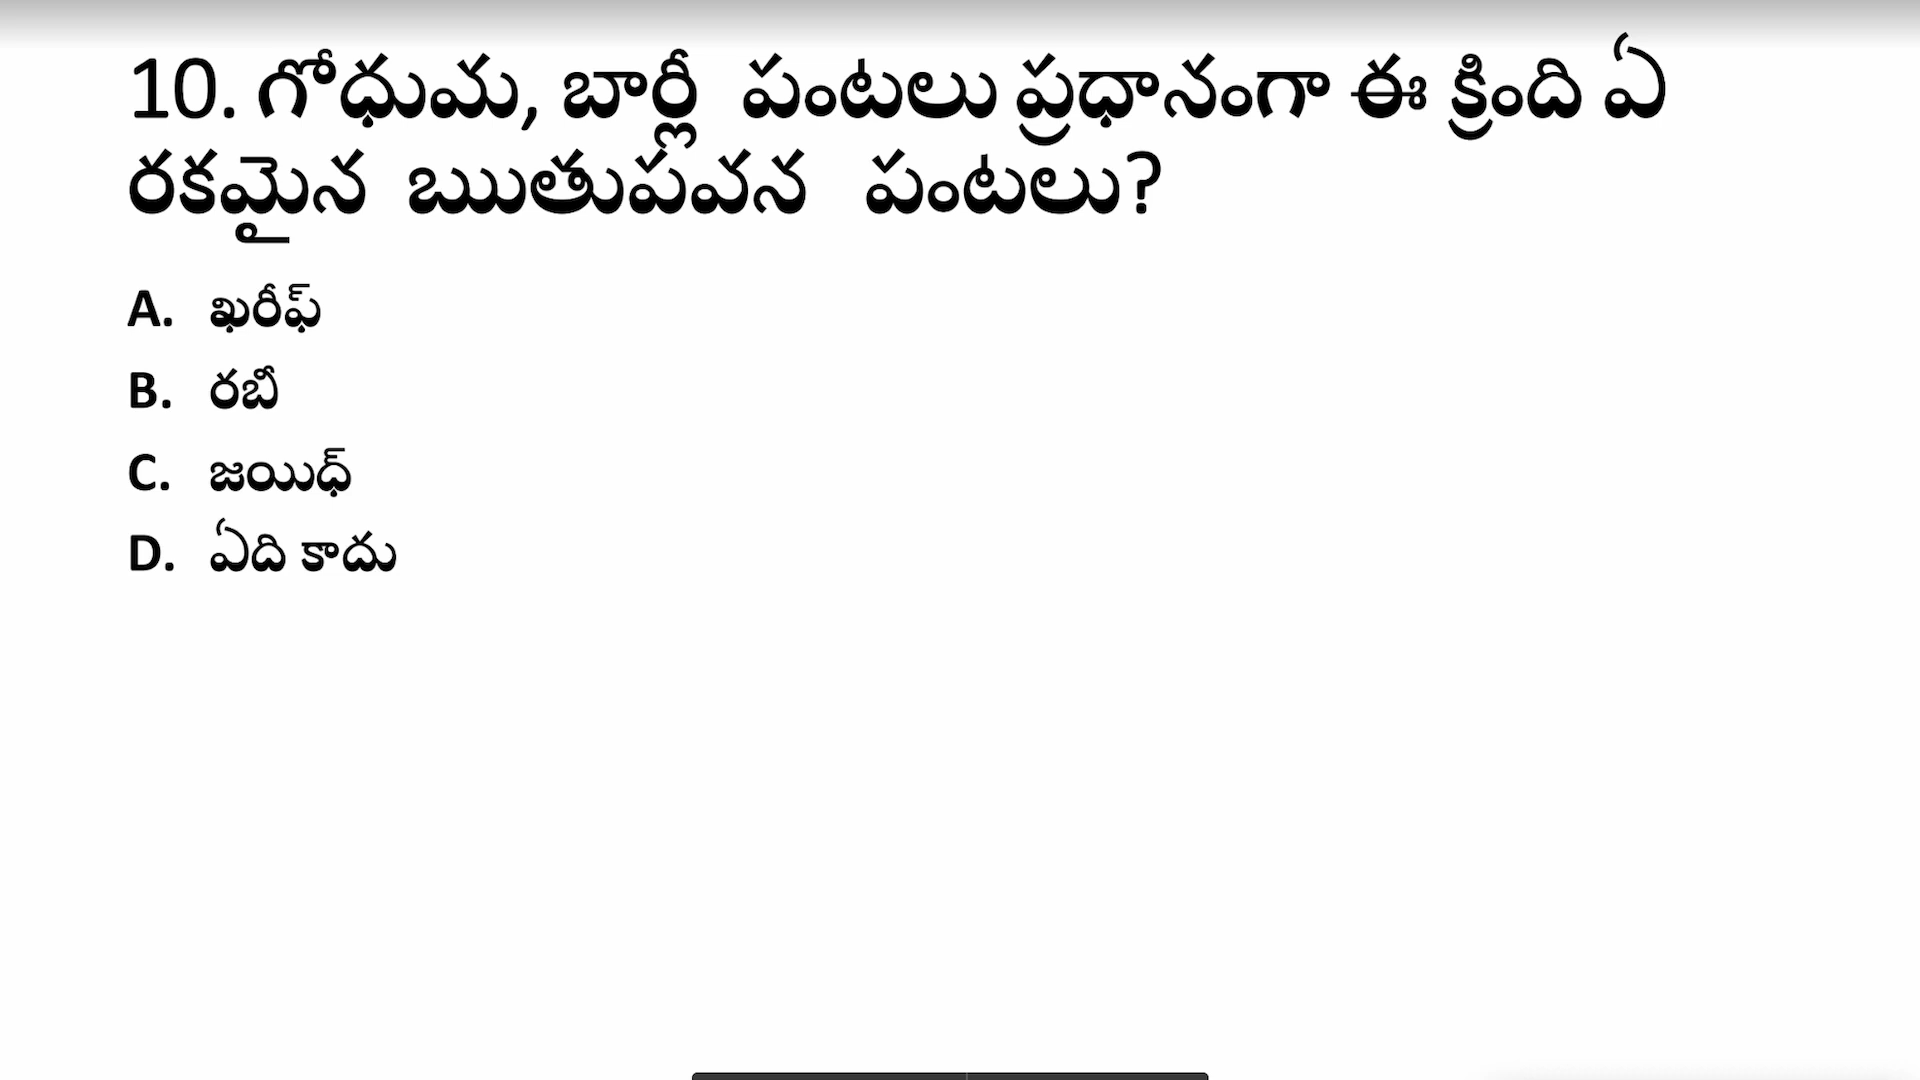 10. గోధుమ, బార్లీ పంటలు ప్రధానంగా ఈ క్రింది ఏ
రకమైన ఋతుపవన పంటలు?
A. ఖరీఫ్
B. రబీ
C. జయిధ్
D. ఏది కాదు